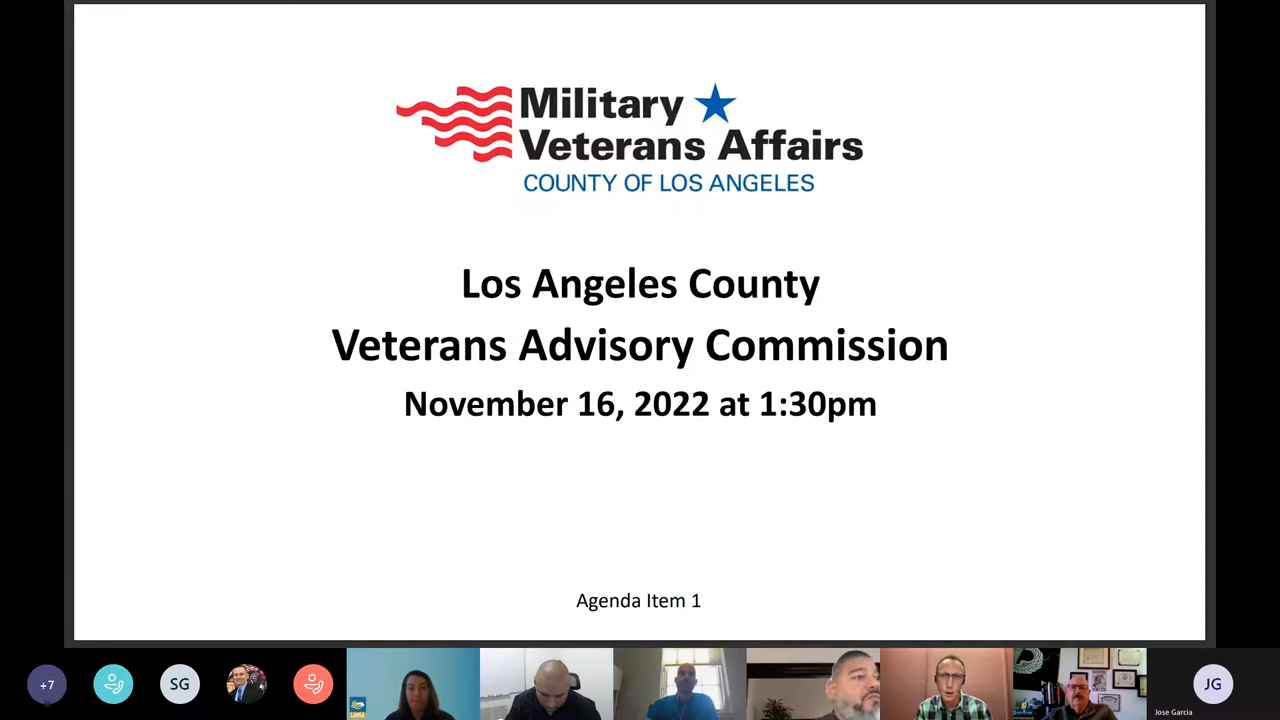 Military
Veterans Affairs
COUNTY OF LOS ANGELES
Los Angeles County
Veterans Advisory Commission
November 16, 2022 at 1:30pm
Agenda Item 1
+7
SG
LAHSA
JG
Jose Garcia